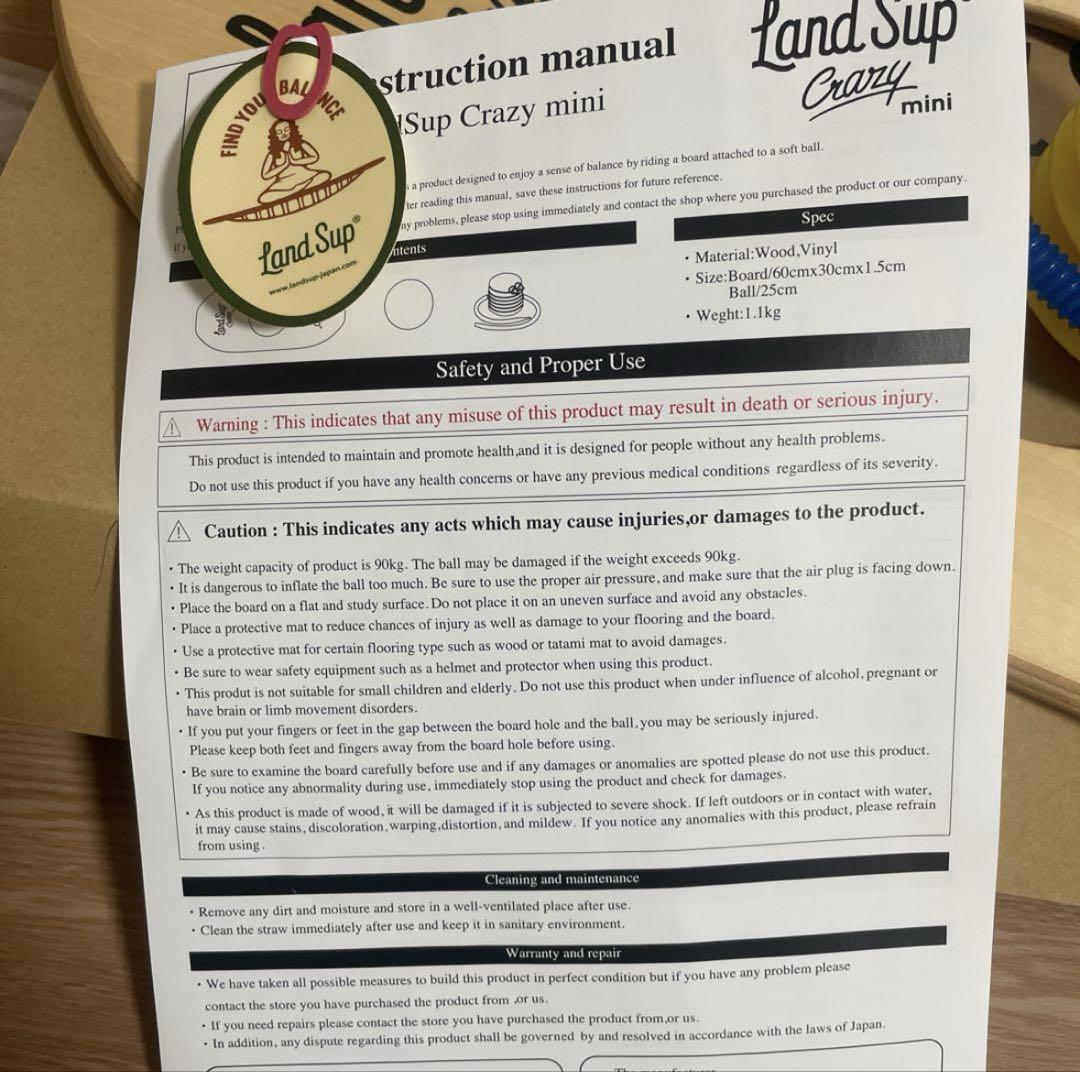 struction manual
Sup Crazy mini
Land Sup
Crazy
mini
FIND YOU BAL NCE
Land Sup®
www.landsup-japan.com
a product designed to enjoy a sense of balance by riding a board attached to a soft ball.
ter reading this manual, save these instructions for future reference.
ny problems, please stop using immediately and contact the shop where you purchased the product or our company.
ntents
Spec
・Material:Wood,Vinyl
・Size:Board/60cmx30cmx1.5cm
Ball/25cm
・Weght:1.1kg
Safety and Proper Use
Warning : This indicates that any misuse of this product may result in death or serious injury.
This product is intended to maintain and promote health,and it is designed for people without any health problems.
Do not use this product if you have any health concerns or have any previous medical conditions regardless of its severity.
Caution : This indicates any acts which may cause injuries,or damages to the product.
・The weight capacity of product is 90kg. The ball may be damaged if the weight exceeds 90kg.
・It is dangerous to inflate the ball too much. Be sure to use the proper air pressure, and make sure that the air plug is facing down.
・Place the board on a flat and study surface. Do not place it on an uneven surface and avoid any obstacles.
・Place a protective mat to reduce chances of injury as well as damage to your flooring and the board.
・Use a protective mat for certain flooring type such as wood or tatami mat to avoid damages.
・Be sure to wear safety equipment such as a helmet and protector when using this product.
・This produt is not suitable for small children and elderly. Do not use this product when under influence of alcohol, pregnant or
have brain or limb movement disorders.
・If you put your fingers or feet in the gap between the board hole and the ball, you may be seriously injured.
Please keep both feet and fingers away from the board hole before using.
・Be sure to examine the board carefully before use and if any damages or anomalies are spotted please do not use this product.
If you notice any abnormality during use, immediately stop using the product and check for damages.
・As this product is made of wood, it will be damaged if it is subjected to severe shock. If left outdoors or in contact with water,
it may cause stains, discoloration, warping, distortion, and mildew. If you notice any anomalies with this product, please refrain
from using.
Cleaning and maintenance
・Remove any dirt and moisture and store in a well-ventilated place after use.
・Clean the straw immediately after use and keep it in sanitary environment.
Warranty and repair
・We have taken all possible measures to build this product in perfect condition but if you have any problem please
contact the store you have purchased the product from ,or us.
・If you need repairs please contact the store you have purchased the product from,or us.
・In addition, any dispute regarding this product shall be governed by and resolved in accordance with the laws of Japan.